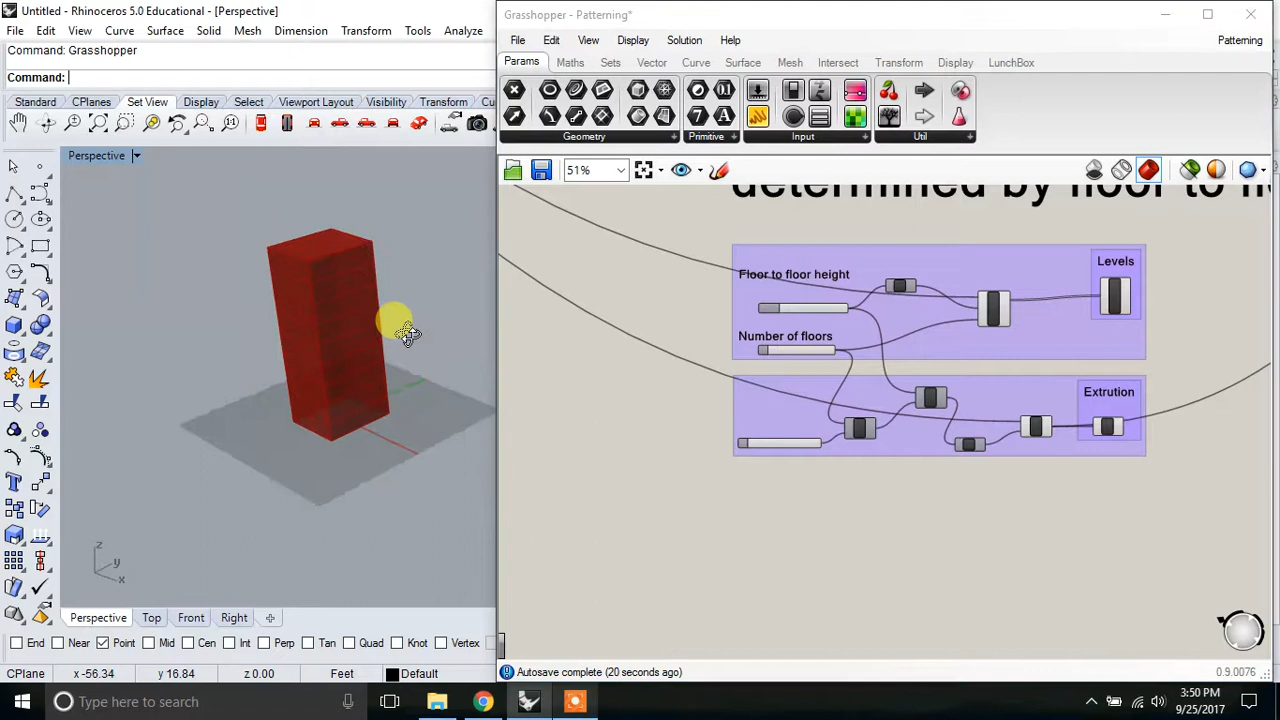 Untitled - Rhinoceros 5.0 Educational - [Perspective]
File Edit View Curve Surface Solid Mesh Dimension Transform Tools Analyze
Command: Grasshopper
Command:
Standard CPlanes Set View Display Select Viewport Layout Visibility Transform
Perspective
z
y
x
Perspective Top Front Right
End Near Point Mid Cen Int Perp Tan Quad Knot Vertex
CPlane x -56.34 y 16.84 z 0.00 Feet Default
Grasshopper - Patterning*
File Edit View Display Solution Help Patterning
Params Maths Sets Vector Curve Surface Mesh Intersect Transform Display LunchBox
Geometry Primitive Input Util
51%
determined by floor to fl
Floor to floor height
Levels
Number of floors
Extrution
Autosave complete (20 seconds ago) 0.9.0076
Type here to search
3:50 PM
9/25/2017